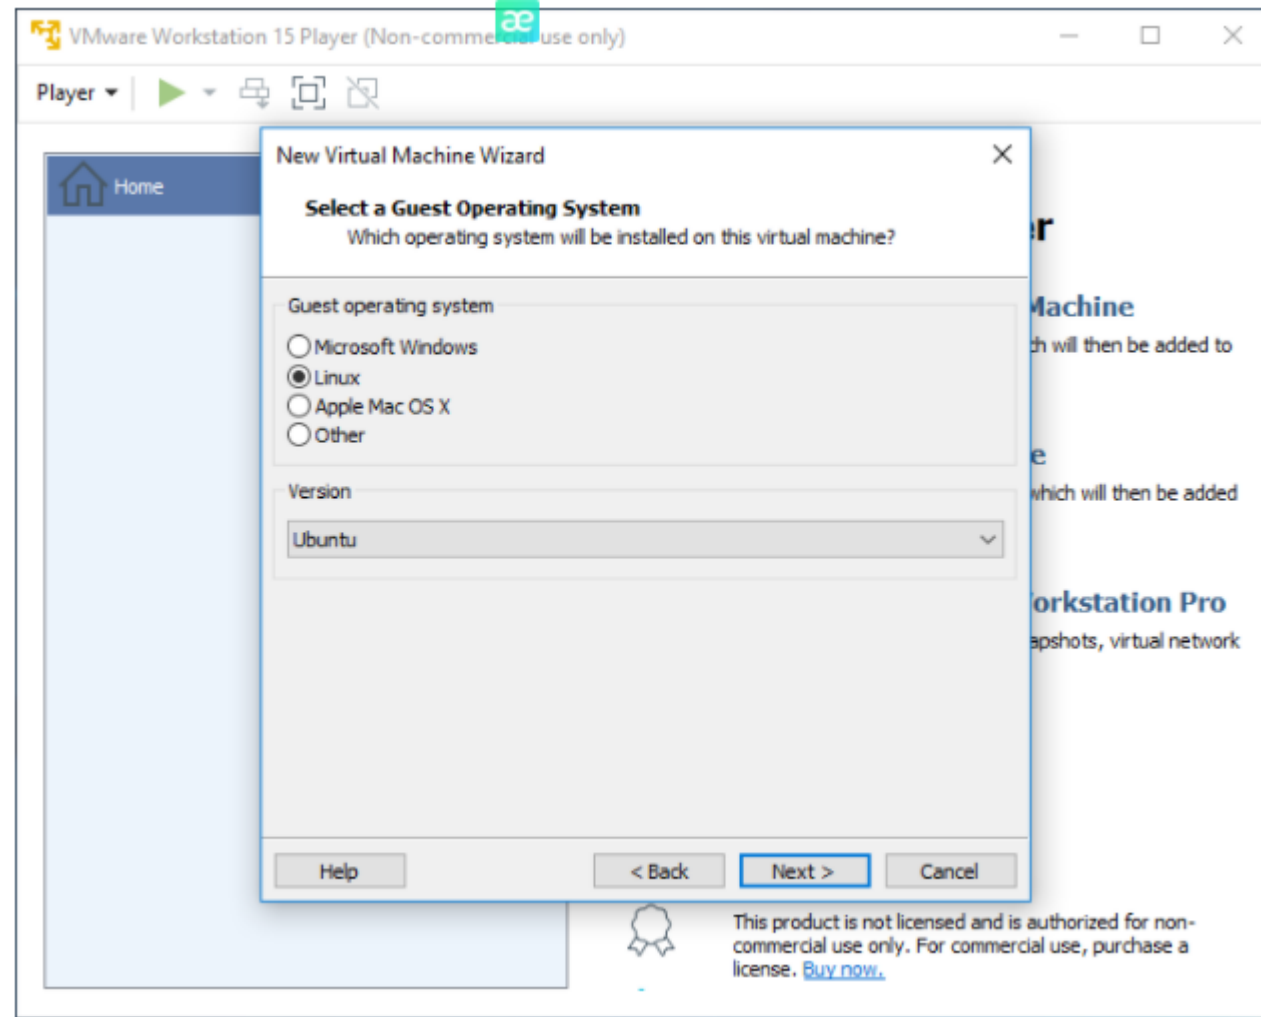 VMware Workstation 15 Player (Non-commercial use only)
æ
Player
Home
New Virtual Machine Wizard
Select a Guest Operating System
Which operating system will be installed on this virtual machine?
Guest operating system
Microsoft Windows
Linux
Apple Mac OS X
Other
Version
Ubuntu
Help
< Back
Next >
Cancel
r
Machine
ch will then be added to
e
which will then be added
orkstation Pro
apshots, virtual network
This product is not licensed and is authorized for non-
commercial use only. For commercial use, purchase a
license. Buy now.